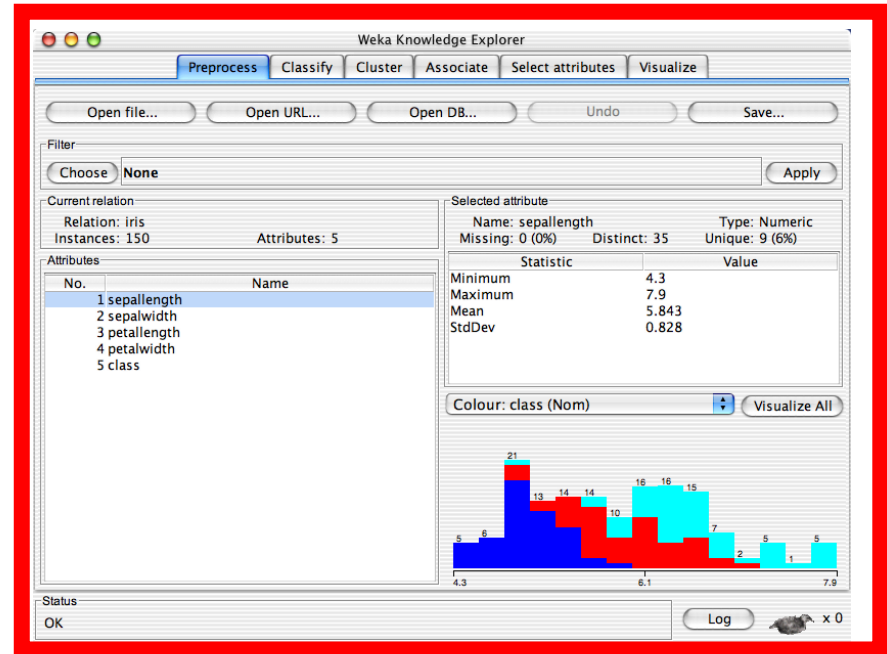 Weka Knowledge Explorer
Preprocess Classify Cluster Associate Select attributes Visualize
Open file... Open URL... Open DB... Undo Save...
Filter
Choose None Apply
Current relation
Relation: iris
Instances: 150 Attributes: 5
Attributes
No. Name
1 sepallength
2 sepalwidth
3 petallength
4 petalwidth
5 class
Selected attribute
Name: sepallength Type: Numeric
Missing: 0 (0%) Distinct: 35 Unique: 9 (6%)
Statistic Value
Minimum 4.3
Maximum 7.9
Mean 5.843
StdDev 0.828
Colour: class (Nom) Visualize All
5 6 21 13 14 14 10 16 16 15 7 2 5 1 5
4.3 6.1 7.9
Status
OK Log x 0